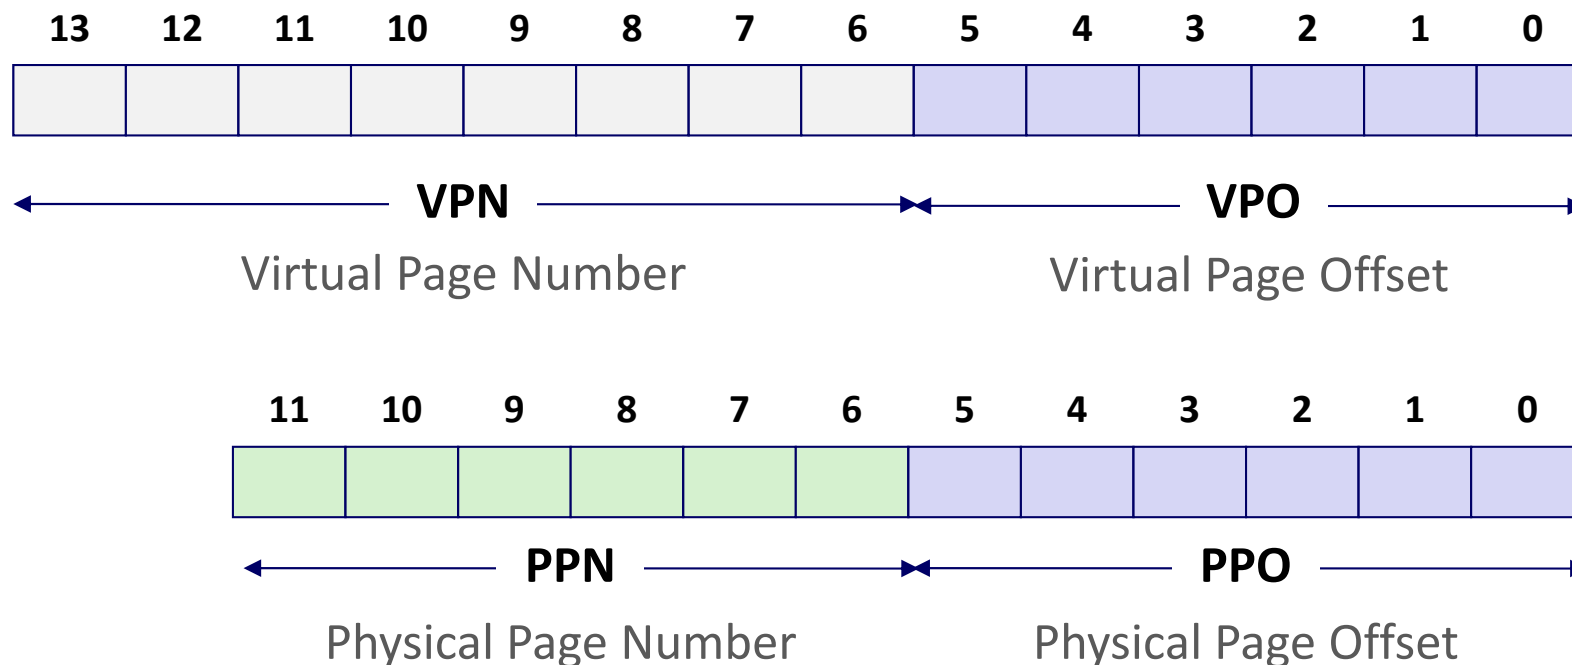 13 12 11 10 9 8 7 6 5 4 3 2 1 0
VPN VPO
Virtual Page Number Virtual Page Offset
11 10 9 8 7 6 5 4 3 2 1 0
PPN PPO
Physical Page Number Physical Page Offset